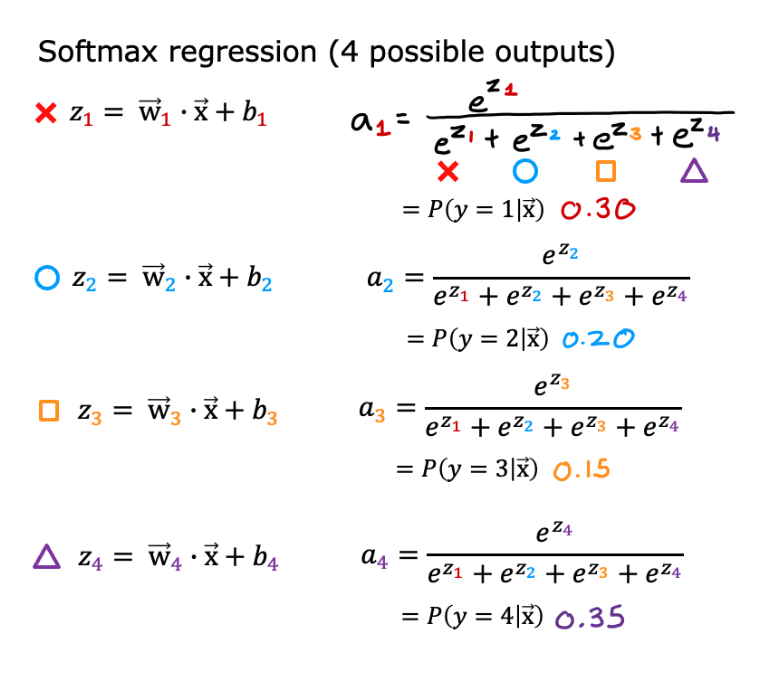 Softmax regression (4 possible outputs)
z₁ = w⃗₁ · x⃗ + b₁
a₁ = e^z₁ / (e^z₁ + e^z₂ + e^z₃ + e^z₄)
= P(y = 1|x⃗) 0.30
z₂ = w⃗₂ · x⃗ + b₂
a₂ = e^z₂ / (e^z₁ + e^z₂ + e^z₃ + e^z₄)
= P(y = 2|x⃗) 0.20
z₃ = w⃗₃ · x⃗ + b₃
a₃ = e^z₃ / (e^z₁ + e^z₂ + e^z₃ + e^z₄)
= P(y = 3|x⃗) 0.15
z₄ = w⃗₄ · x⃗ + b₄
a₄ = e^z₄ / (e^z₁ + e^z₂ + e^z₃ + e^z₄)
= P(y = 4|x⃗) 0.35